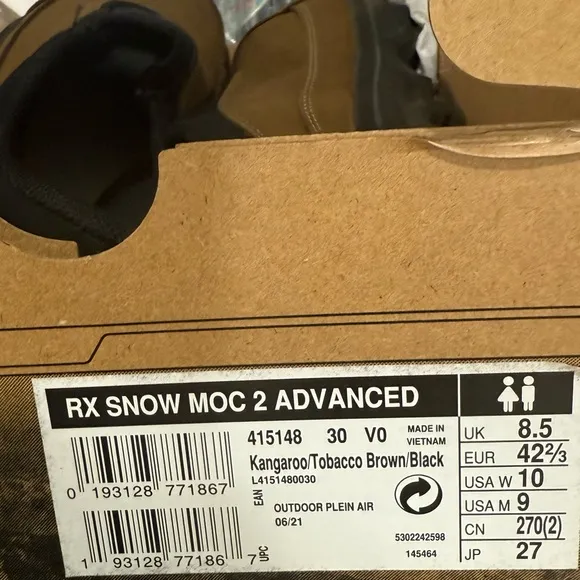 RX SNOW MOC 2 ADVANCED
415148 30 V0 MADE IN VIETNAM
Kangaroo/Tobacco Brown/Black
L4151480030
0 193128 771867 EAN
OUTDOOR PLEIN AIR
06/21
5302242598
145464
1 93128 77186 7 UPC
UK 8.5
EUR 42⅔
USA W 10
USA M 9
CN 270(2)
JP 27